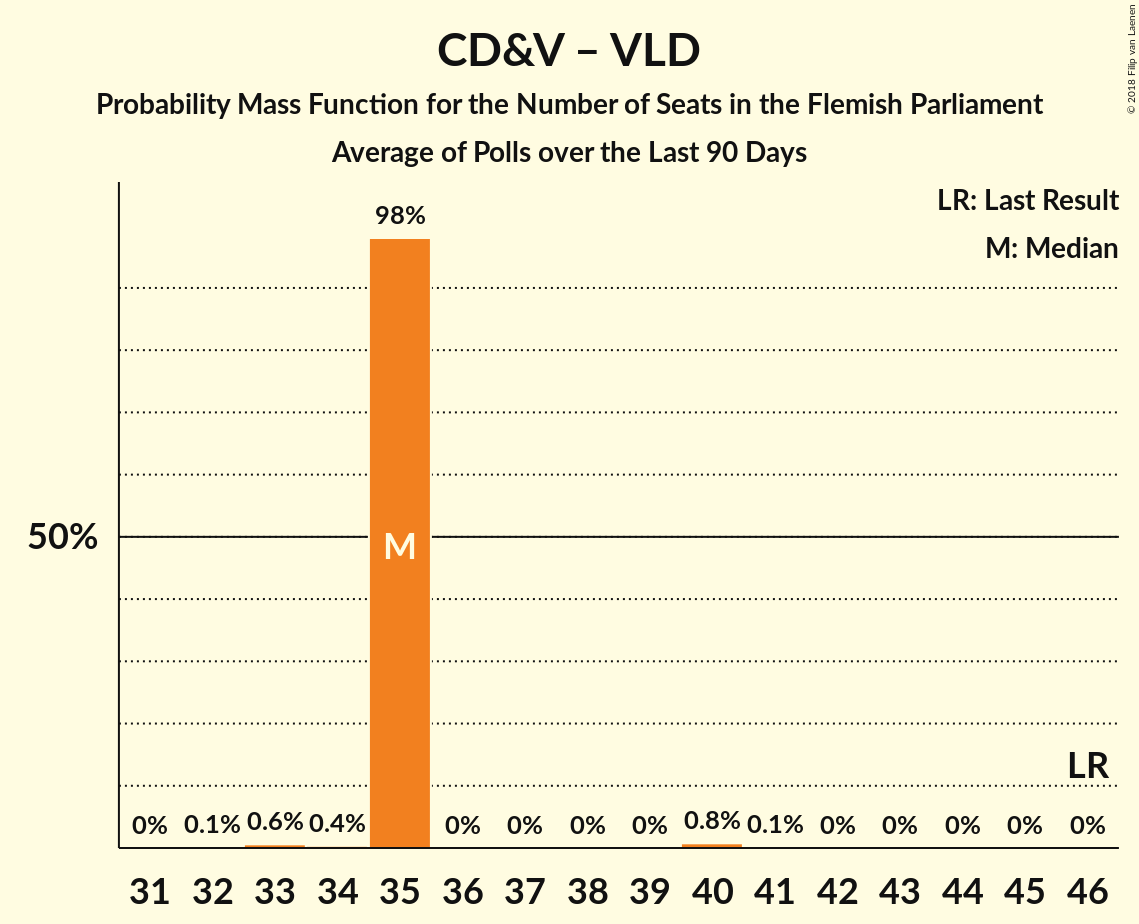 CD&V – VLD
Probability Mass Function for the Number of Seats in the Flemish Parliament
Average of Polls over the Last 90 Days
© 2018 Filip van Laenen
LR: Last Result
M: Median
98%
50%
M
LR
0% 0.1% 0.6% 0.4% 0% 0% 0% 0% 0.8% 0.1% 0% 0% 0% 0% 0%
31 32 33 34 35 36 37 38 39 40 41 42 43 44 45 46